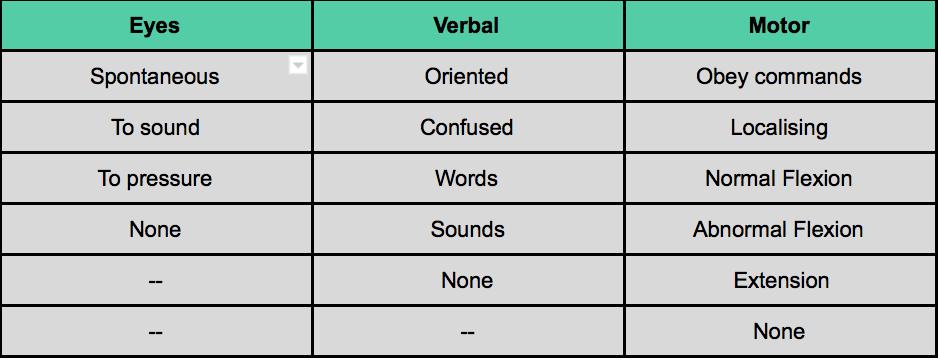 Eyes Verbal Motor
Spontaneous Oriented Obey commands
To sound Confused Localising
To pressure Words Normal Flexion
None Sounds Abnormal Flexion
-- None Extension
-- -- None